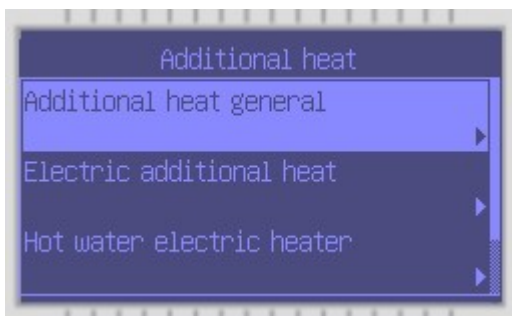 Additional heat
Additional heat general
Electric additional heat
Hot water electric heater